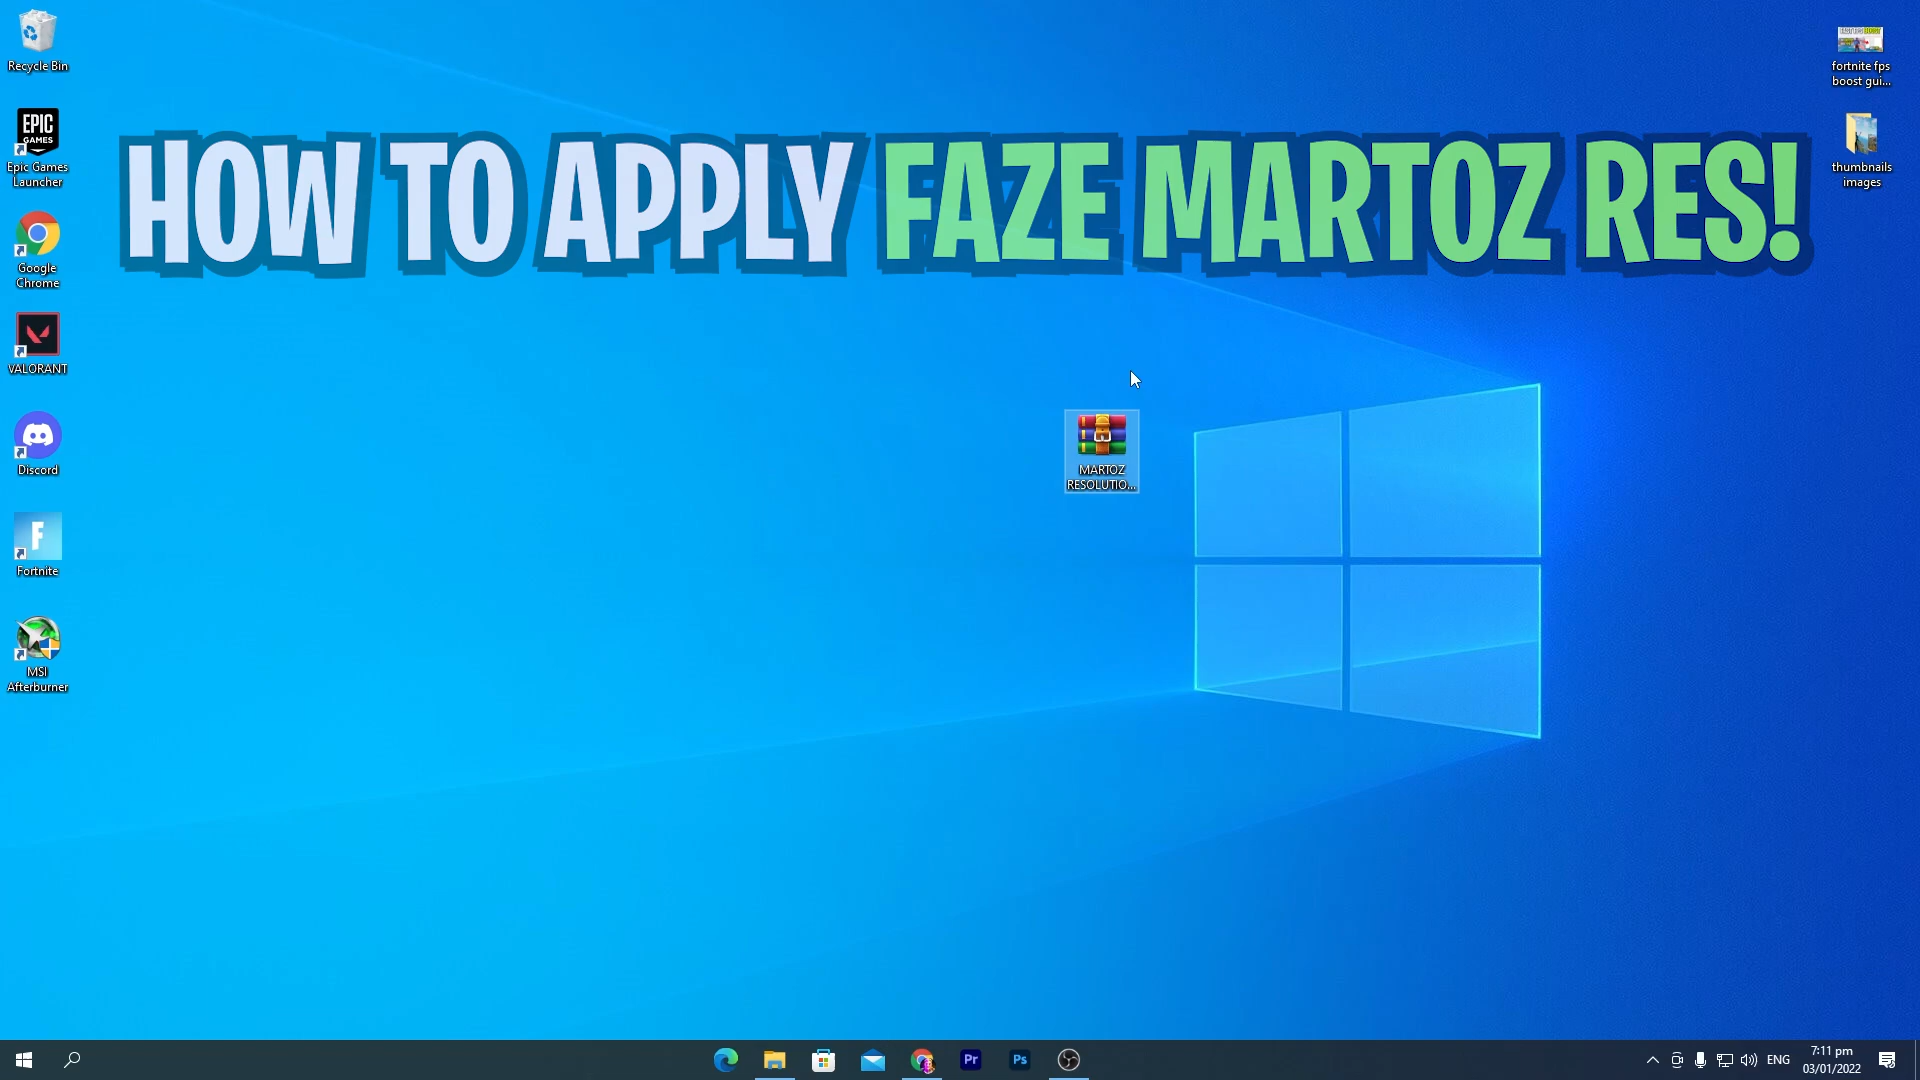 Recycle Bin
EPIC
GAMES
Epic Games
Launcher
Google
Chrome
VALORANT
Discord
F
Fortnite
MSI
Afterburner
HOW TO APPLY FAZE MARTOZ RES!
MARTOZ
RESOLUTIO...
fortnite fps
boost gui...
thumbnails
images
Pr
Ps
ENG
7:11 pm
03/01/2022